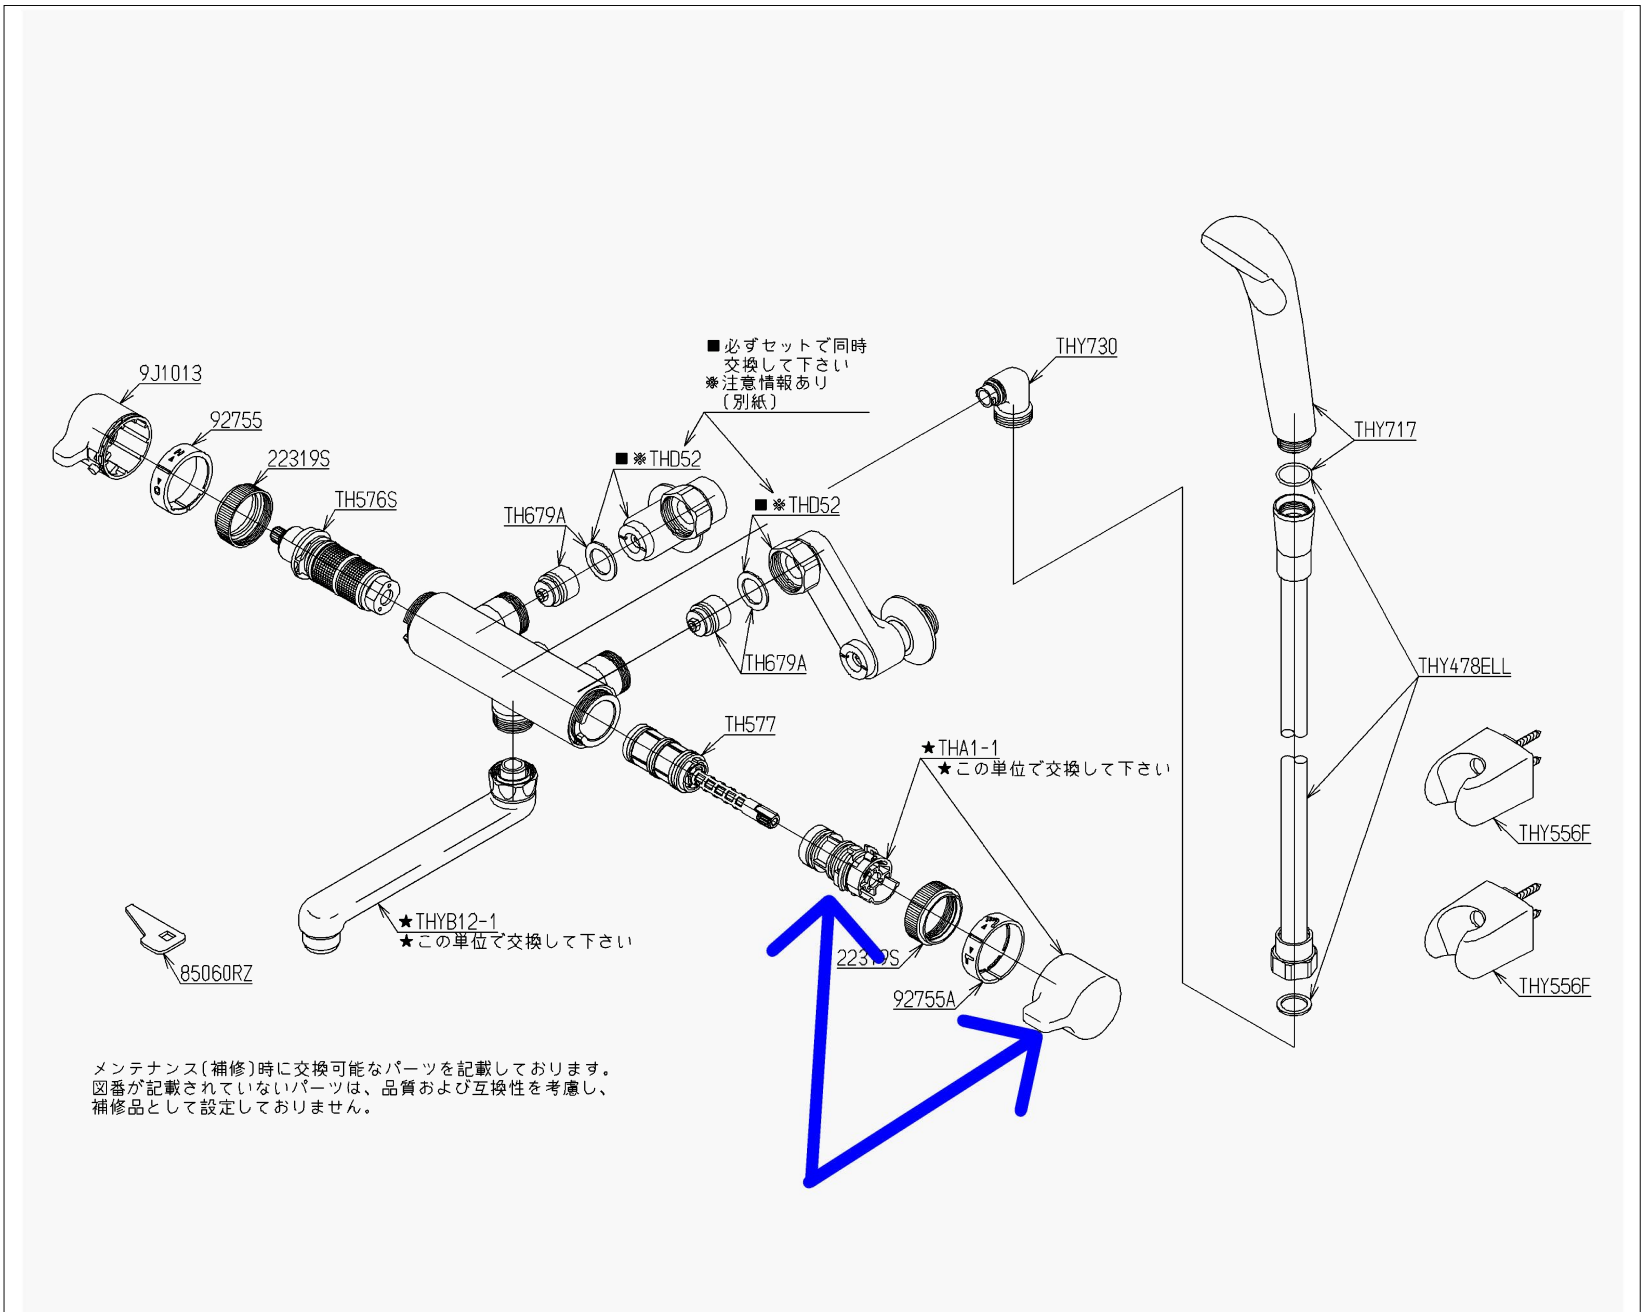 ■必ずセットで同時
交換して下さい
※注意情報あり
(別紙)
THY730
9J1013
92755
THY717
22319S
■※THD52
TH576S
■※THD52
TH679A
TH679A
THY478ELL
TH577
★THA1-1
★この単位で交換して下さい
THY556F
★THYB12-1
★この単位で交換して下さい
22319S
85060RZ
92755A
THY556F
メンテナンス(補修)時に交換可能なパーツを記載しております。
図番が記載されていないパーツは、品質および互換性を考慮し、
補修品として設定しておりません。